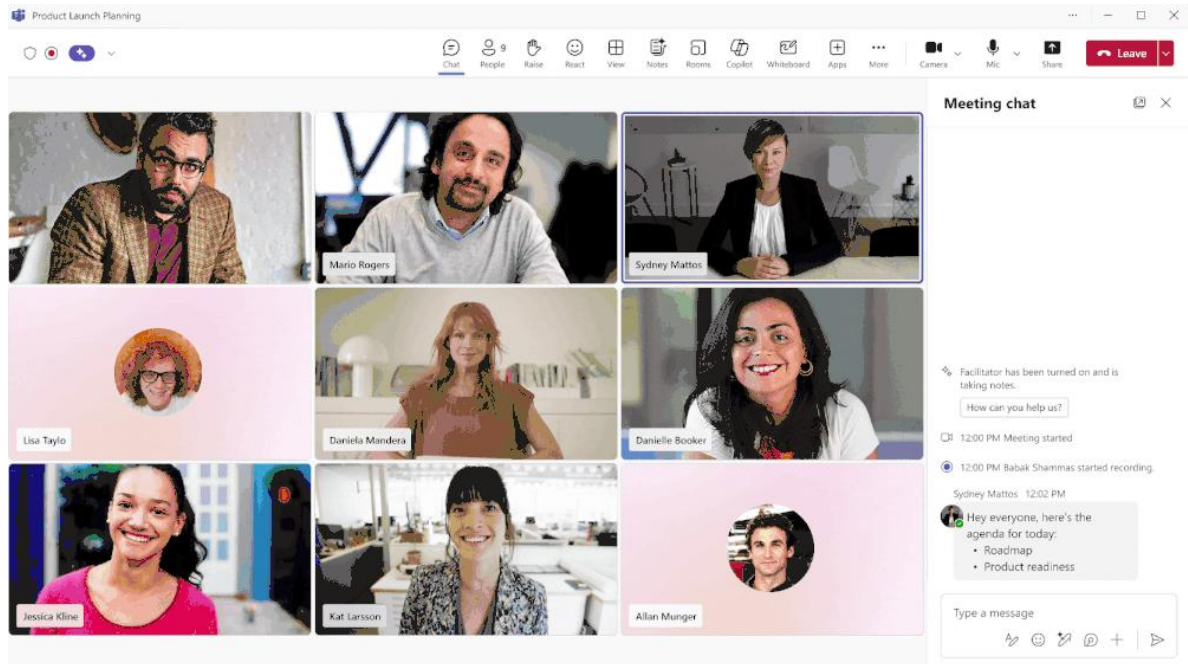 Product Launch Planning
Chat
People
9
Raise
React
View
Notes
Rooms
Copilot
Whiteboard
Apps
More
Camera
Mic
Share
Leave
Meeting chat
Mario Rogers
Sydney Mattos
Lisa Taylo
Daniela Mandera
Danielle Booker
Jessica Kline
Kat Larsson
Allan Munger
Facilitator has been turned on and is
taking notes.
How can you help us?
12:00 PM Meeting started
12:00 PM Babak Shammas started recording.
Sydney Mattos 12:02 PM
Hey everyone, here's the
agenda for today:
• Roadmap
• Product readiness
Type a message